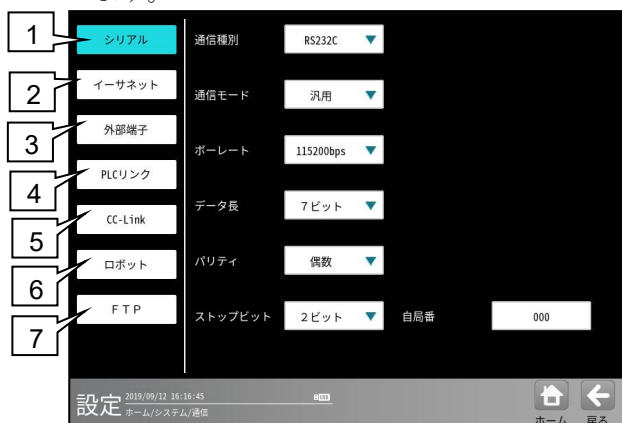 1 シリアル 通信種別 RS232C
2 イーサネット 通信モード 汎用
3 外部端子 ボーレート 115200bps
4 PLCリンク データ長 7ビット
5 CC-Link パリティ 偶数
6 ロボット ストップビット 2ビット 自局番 000
7 FTP
設定 2019/09/12 16:16:45
ホーム/システム/通信
ホーム 戻る